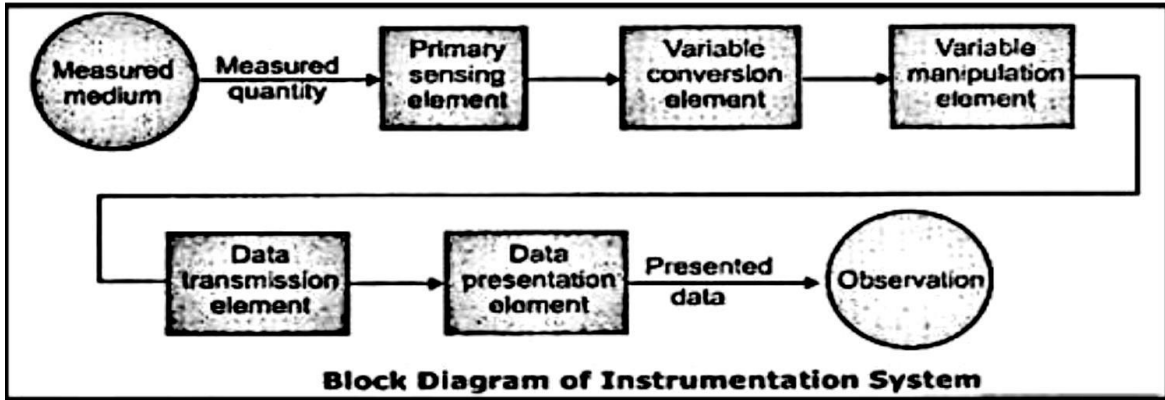 Measured
medium
Measured
quantity
Primary
sensing
element
Variable
conversion
element
Variable
manipulation
element
Data
transmission
element
Data
presentation
element
Presented
data
Observation
Block Diagram of Instrumentation System